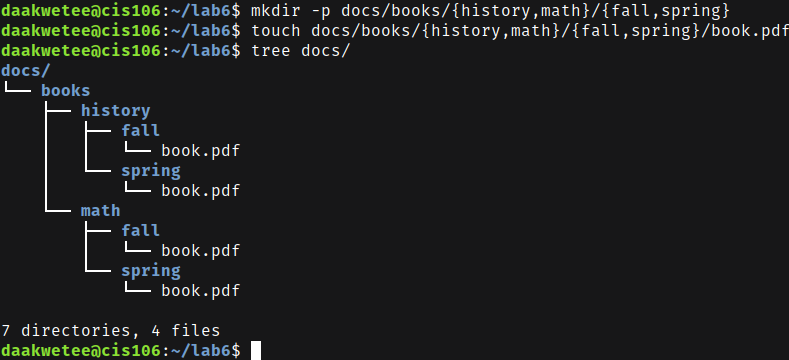 daakwetee@cis106:~/lab6$ mkdir -p docs/books/{history,math}/{fall,spring}
daakwetee@cis106:~/lab6$ touch docs/books/{history,math}/{fall,spring}/book.pdf
daakwetee@cis106:~/lab6$ tree docs/
docs/
└── books
    ├── history
    │   ├── fall
    │   │   └── book.pdf
    │   └── spring
    │       └── book.pdf
    └── math
        ├── fall
        │   └── book.pdf
        └── spring
            └── book.pdf
7 directories, 4 files
daakwetee@cis106:~/lab6$